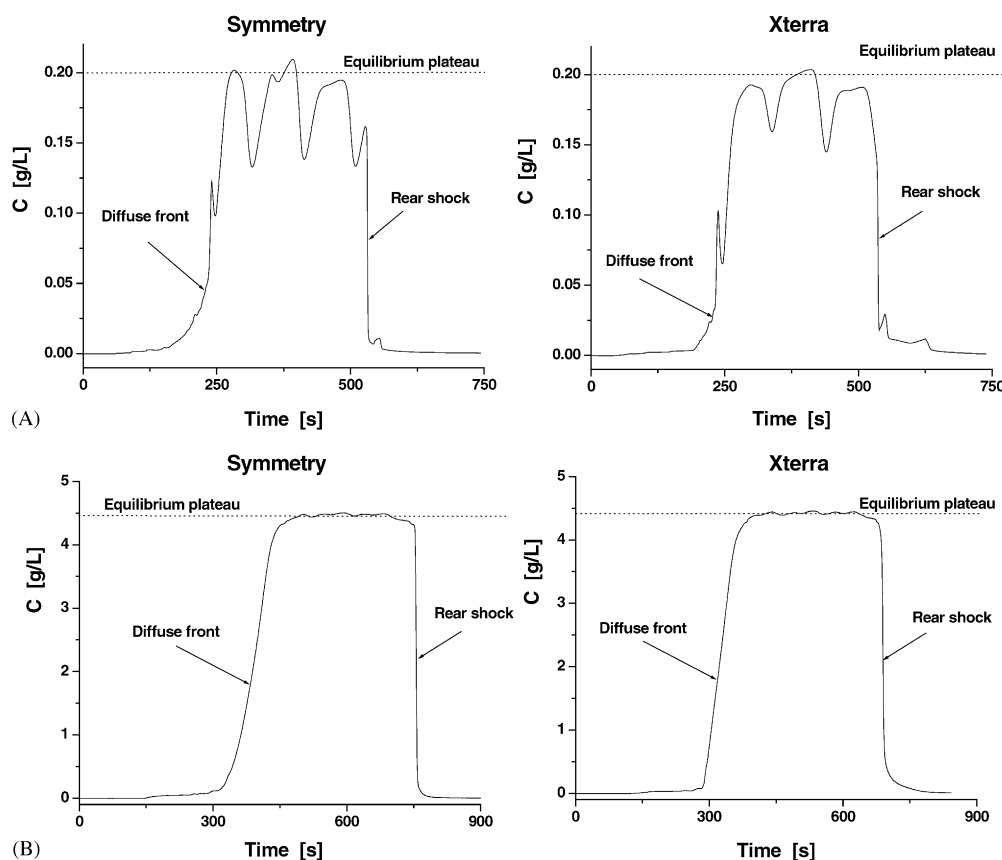 (A)
Symmetry
Equilibrium plateau
0.20
0.15
0.10
0.05
0.00
C [g/L]
Diffuse front
Rear shock
0
250
500
750
Time [s]
Xterra
Equilibrium plateau
0.20
0.15
0.10
0.05
0.00
C [g/L]
Rear shock
Diffuse front
0
250
500
750
Time [s]
(B)
Symmetry
5
4
3
2
1
0
C [g/L]
Equilibrium plateau
Diffuse front
Rear shock
0
300
600
900
Time [s]
Xterra
5
4
3
2
1
0
C [g/L]
Equilibrium plateau
Diffuse front
Rear shock
0
300
600
900
Time [s]